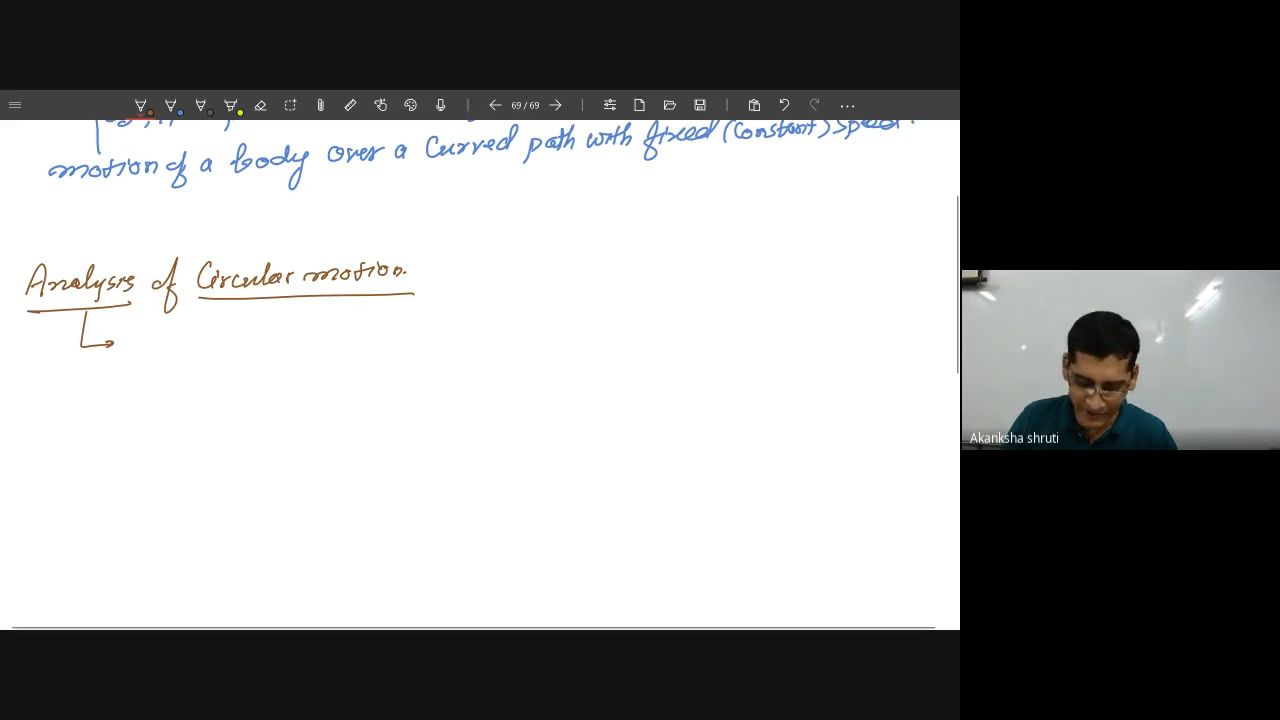 69/69
motion of a body over a curved path with fixed (Constant) speed.
Analysis of Circular motion.
Akanksha shruti